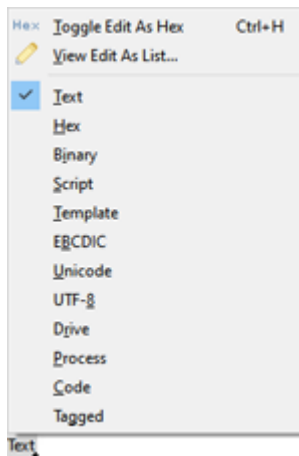 Hex Toggle Edit As Hex Ctrl+H
View Edit As List...
Text
Hex
Binary
Script
Template
EBCDIC
Unicode
UTF-8
Drive
Process
Code
Tagged
Text